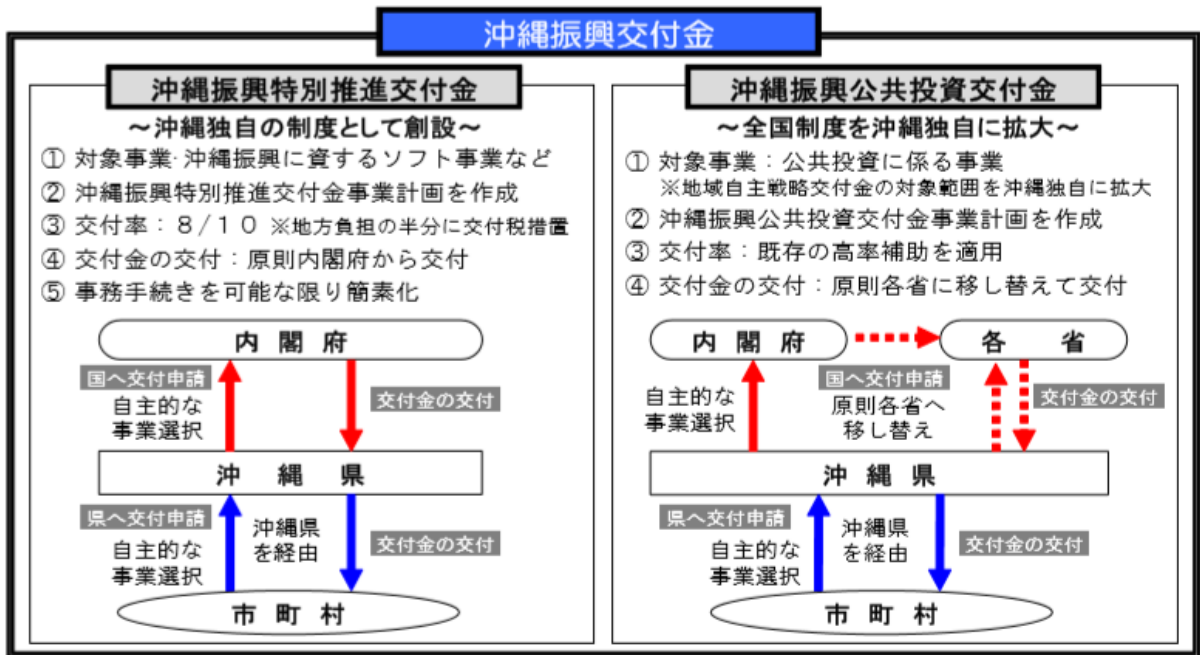 沖縄振興交付金
沖縄振興特別推進交付金
～沖縄独自の制度として創設～
① 対象事業：沖縄振興に資するソフト事業など
② 沖縄振興特別推進交付金事業計画を作成
③ 交付率：８/１０ ※地方負担の半分に交付税措置
④ 交付金の交付：原則内閣府から交付
⑤ 事務手続きを可能な限り簡素化
内閣府
国へ交付申請
自主的な
事業選択
交付金の交付
沖縄県
県へ交付申請
自主的な
事業選択
沖縄県
を経由
交付金の交付
市町村
沖縄振興公共投資交付金
～全国制度を沖縄独自に拡大～
① 対象事業：公共投資に係る事業
※地域自主戦略交付金の対象範囲を沖縄独自に拡大
② 沖縄振興公共投資交付金事業計画を作成
③ 交付率：既存の高率補助を適用
④ 交付金の交付：原則各省に移し替えて交付
内閣府
各省
自主的な
事業選択
国へ交付申請
原則各省へ
移し替え
交付金の交付
沖縄県
県へ交付申請
自主的な
事業選択
沖縄県
を経由
交付金の交付
市町村